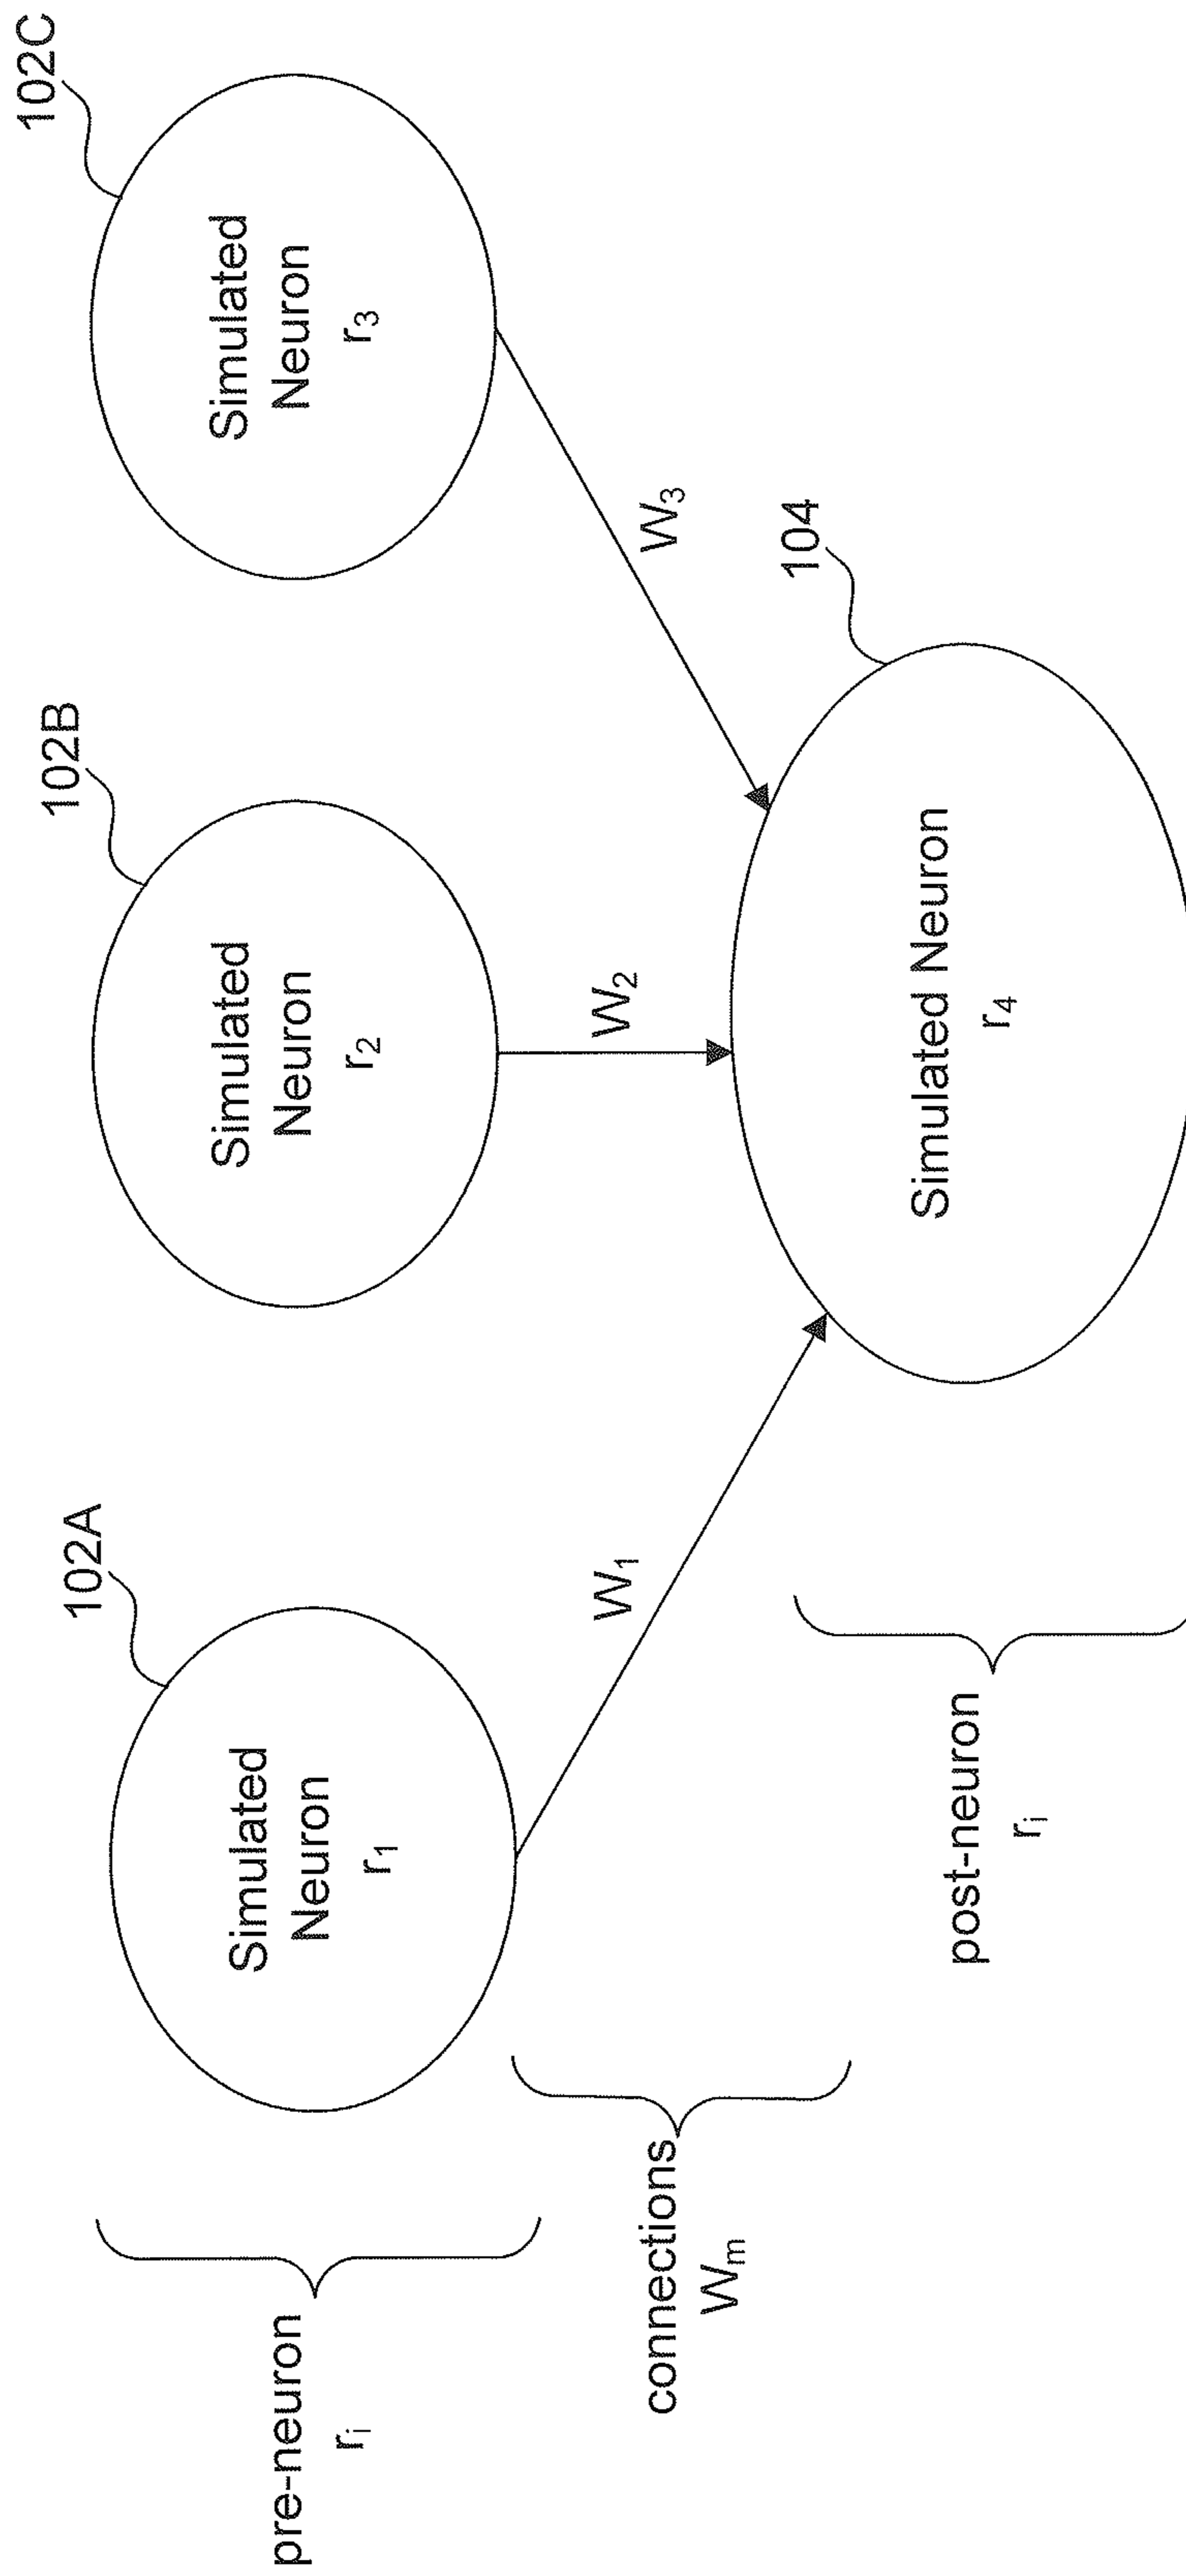 102A
102B
102C
pre-neuron
rᵢ
Simulated
Neuron
r₁
Simulated
Neuron
r₂
Simulated
Neuron
r₃
connections
Wₘ
W₁
W₂
W₃
104
post-neuron
rᵢ
Simulated Neuron
r₄